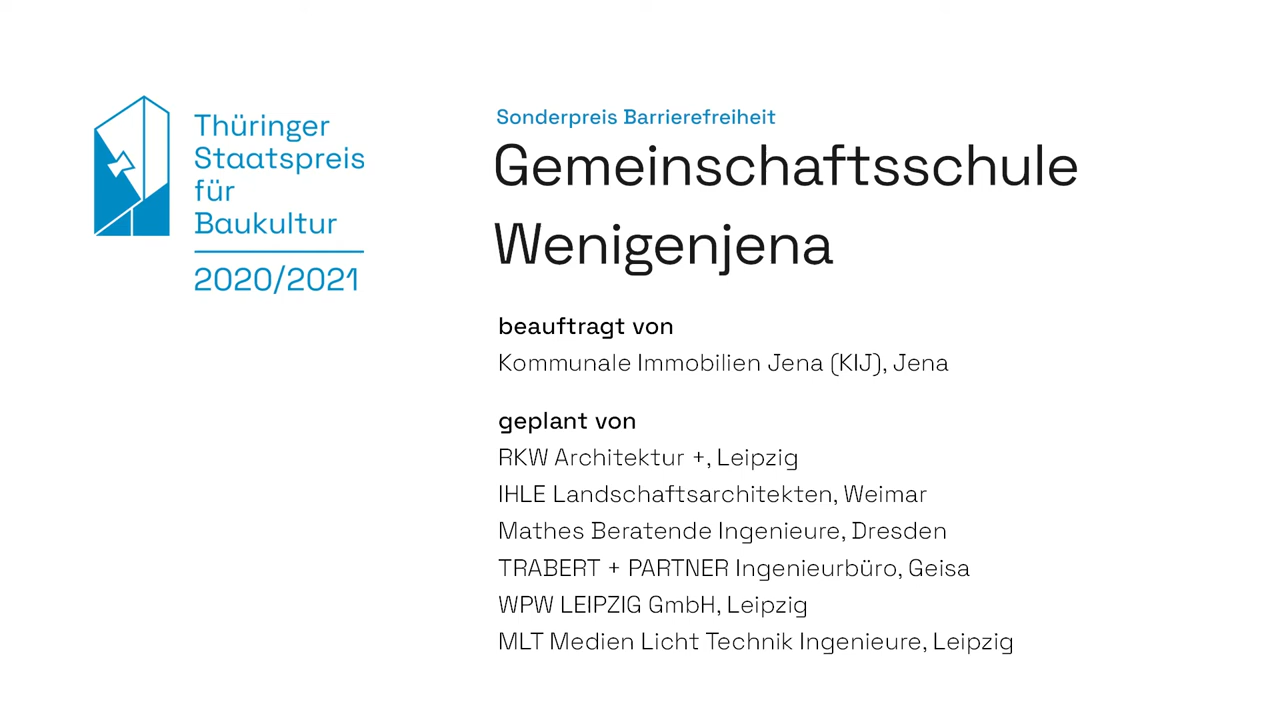 Thüringer
Staatspreis
für
Baukultur
2020/2021
Sonderpreis Barrierefreiheit
Gemeinschaftsschule
Wenigenjena
beauftragt von
Kommunale Immobilien Jena (KIJ), Jena
geplant von
RKW Architektur +, Leipzig
IHLE Landschaftsarchitekten, Weimar
Mathes Beratende Ingenieure, Dresden
TRABERT + PARTNER Ingenieurbüro, Geisa
WPW LEIPZIG GmbH, Leipzig
MLT Medien Licht Technik Ingenieure, Leipzig